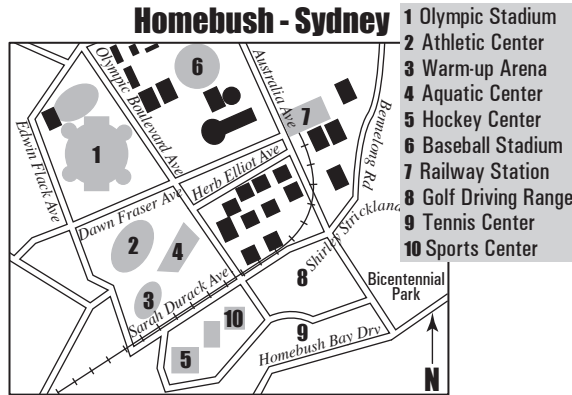 Homebush - Sydney
1 Olympic Stadium
2 Athletic Center
3 Warm-up Arena
4 Aquatic Center
5 Hockey Center
6 Baseball Stadium
7 Railway Station
8 Golf Driving Range
9 Tennis Center
10 Sports Center
Olympic Boulevard Ave
Australia Ave
6
7
Bennelong Rd
Edwin Flack Ave
1
Herb Elliot Ave
Dawn Fraser Ave
Shirley Strickland
2
4
3
Sarah Durack Ave
8
Bicentennial
Park
10
9
5
Homebush Bay Drv
N